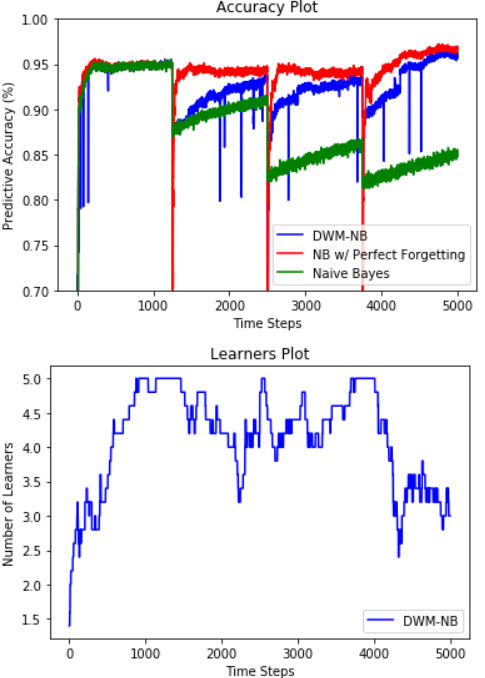 Accuracy Plot
1.00
0.95
0.90
0.85
0.80
0.75
0.70
Predictive Accuracy (%)
DWM-NB
NB w/ Perfect Forgetting
Naive Bayes
0 1000 2000 3000 4000 5000
Time Steps
Learners Plot
5.0
4.5
4.0
3.5
3.0
2.5
2.0
1.5
Number of Learners
DWM-NB
0 1000 2000 3000 4000 5000
Time Steps